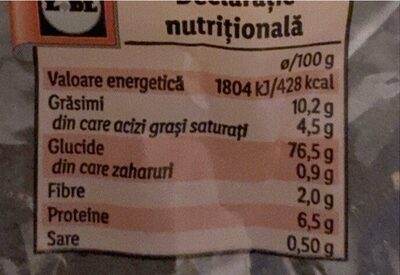 LIDL
Declarație
nutrițională
ø/100 g
Valoare energetică 1804 kJ/428 kcal
Grăsimi 10,2 g
din care acizi grași saturați 4,5 g
Glucide 76,5 g
din care zaharuri 0,9 g
Fibre 2,0 g
Proteine 6,5 g
Sare 0,50 g